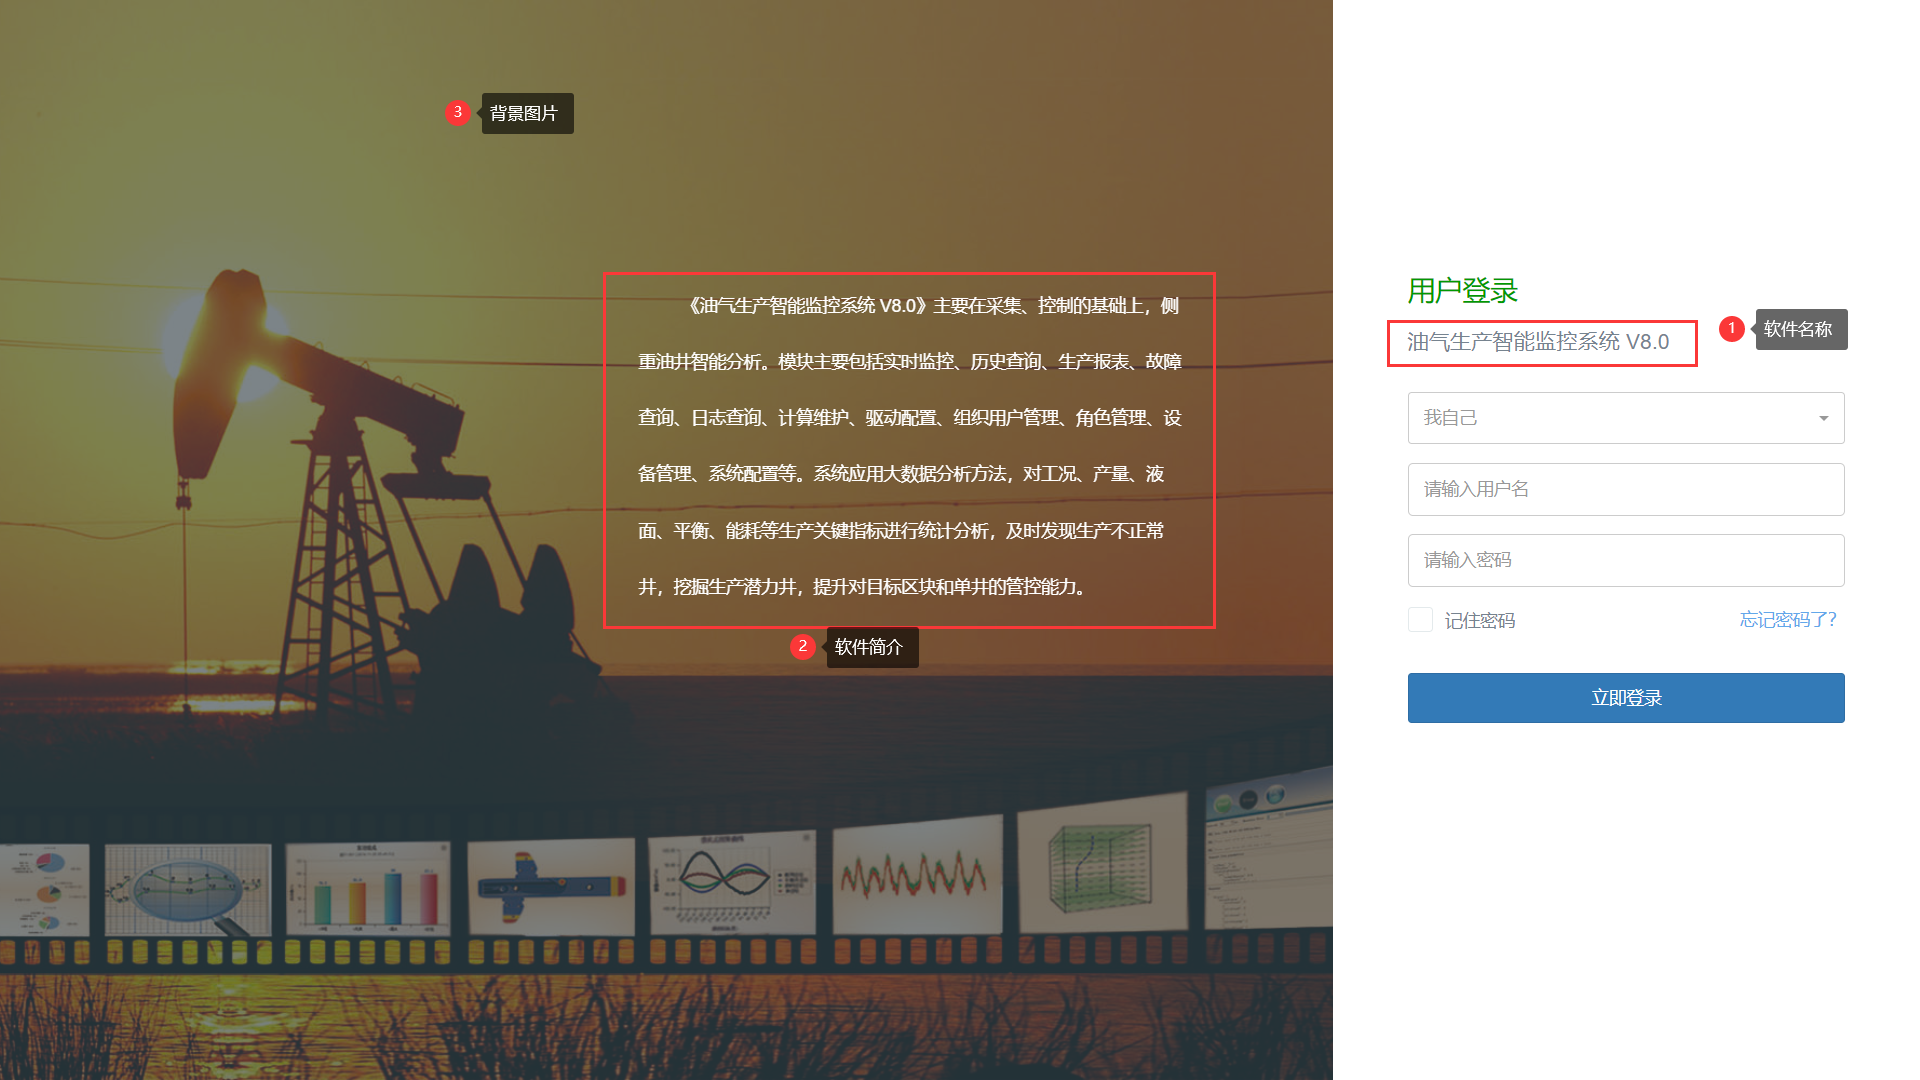 3 背景图片
《油气生产智能监控系统 V8.0》主要在采集、控制的基础上，侧
重油井智能分析。模块主要包括实时监控、历史查询、生产报表、故障
查询、日志查询、计算维护、驱动配置、组织用户管理、角色管理、设
备管理、系统配置等。系统应用大数据分析方法，对工况、产量、液
面、平衡、能耗等生产关键指标进行统计分析，及时发现生产不正常
井，挖掘生产潜力井，提升对目标区块和单井的管控能力。
2 软件简介
用户登录
油气生产智能监控系统 V8.0
1 软件名称
我自己
请输入用户名
请输入密码
记住密码
忘记密码了？
立即登录